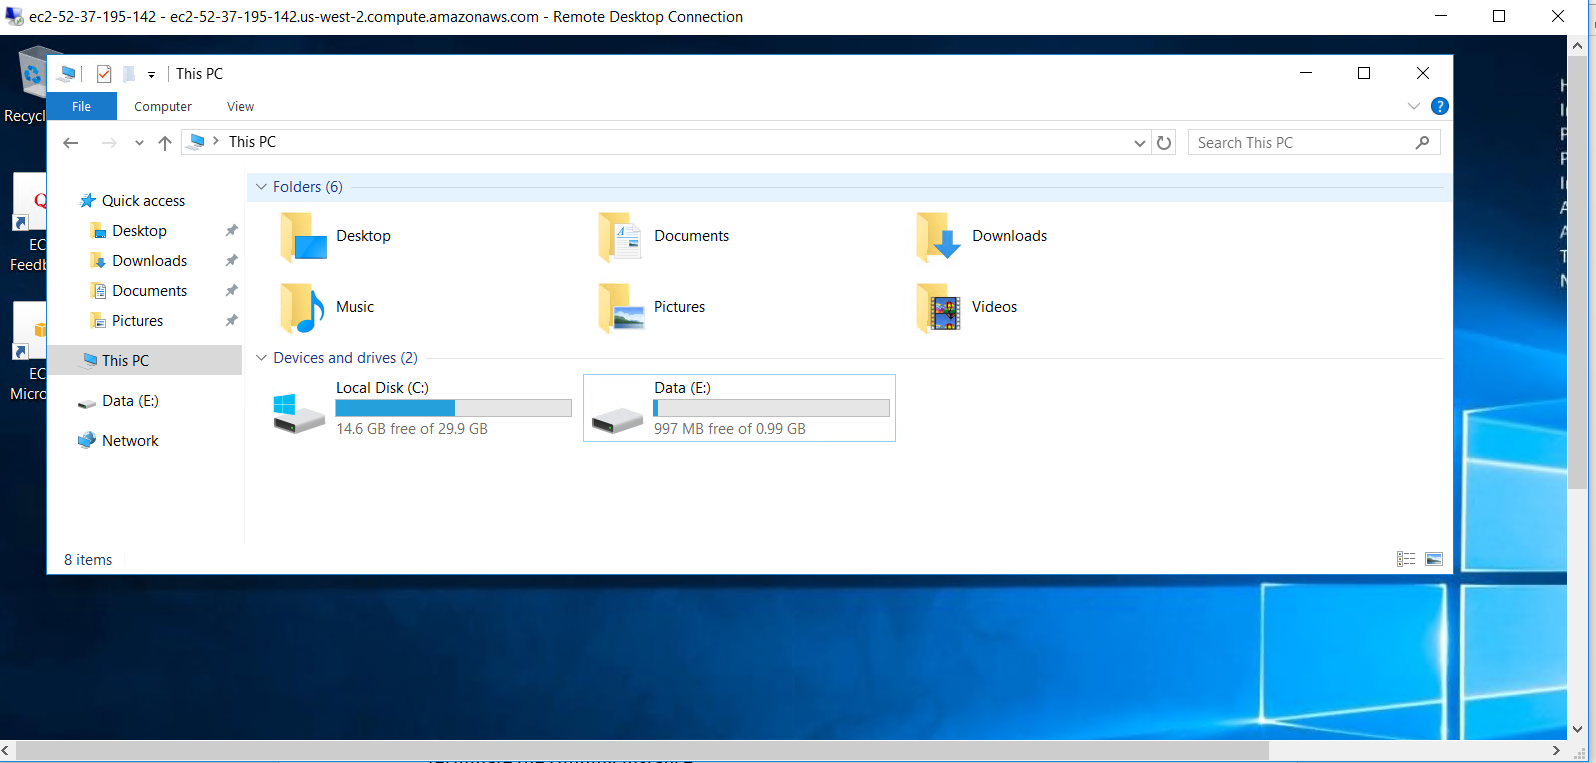 ec2-52-37-195-142 - ec2-52-37-195-142.us-west-2.compute.amazonaws.com - Remote Desktop Connection
This PC
File Computer View
This PC
Search This PC
Recycl
EC
Feedb
EC
Micro
Quick access
Desktop
Downloads
Documents
Pictures
This PC
Data (E:)
Network
Folders (6)
Desktop Documents Downloads
Music Pictures Videos
Devices and drives (2)
Local Disk (C:)
14.6 GB free of 29.9 GB
Data (E:)
997 MB free of 0.99 GB
8 items